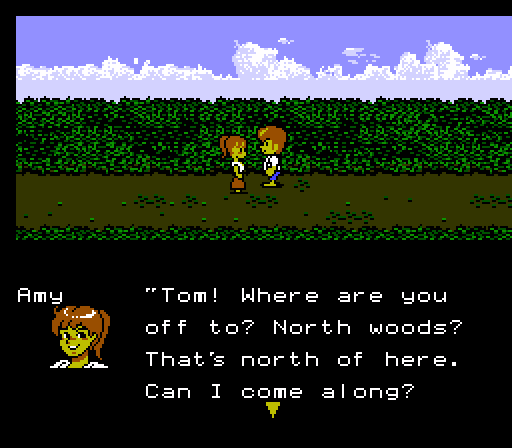 Amy "Tom! Where are you
off to? North woods?
That's north of here.
Can I come along?